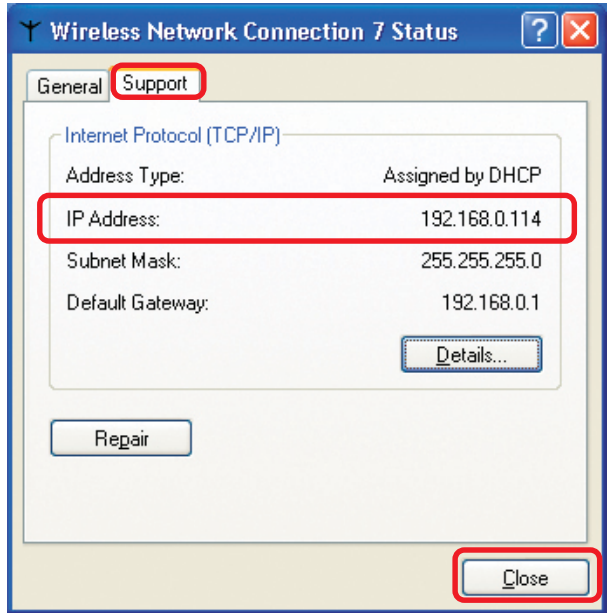 Wireless Network Connection 7 Status
General Support
Internet Protocol (TCP/IP)
Address Type: Assigned by DHCP
IP Address: 192.168.0.114
Subnet Mask: 255.255.255.0
Default Gateway: 192.168.0.1
Details...
Repair
Close